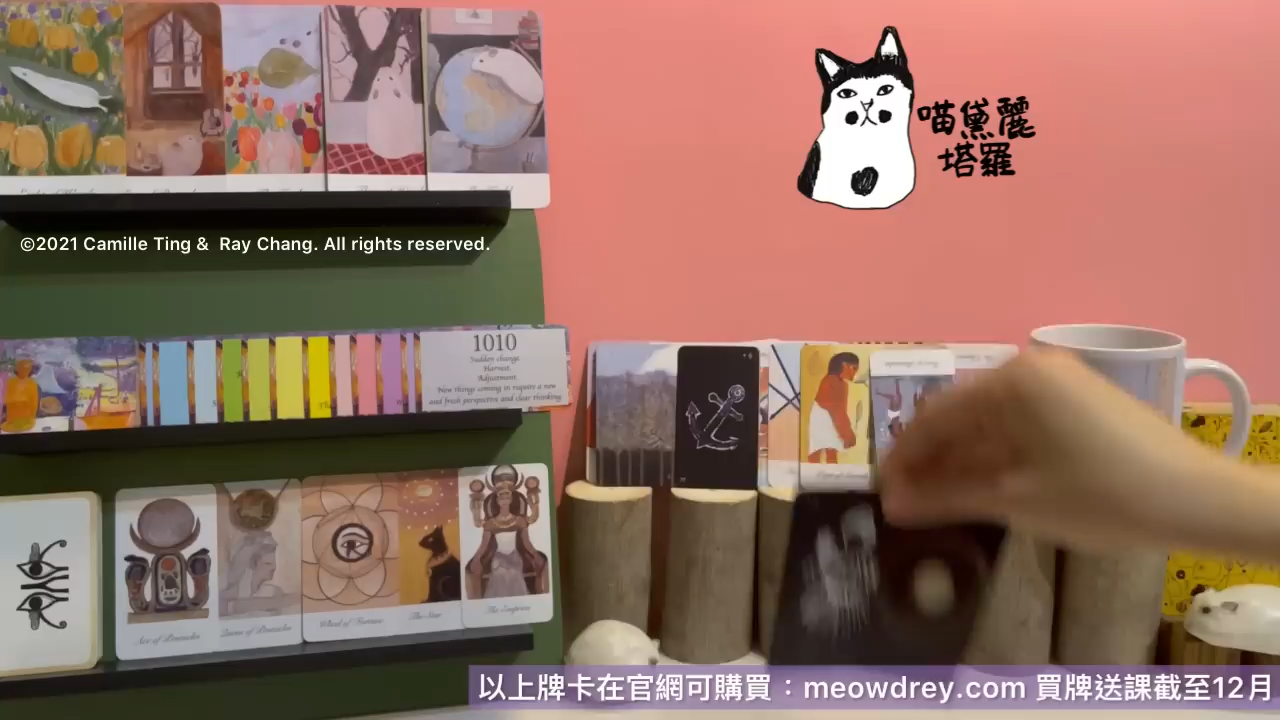 喵黛麗
塔羅
©2021 Camille Ting & Ray Chang. All rights reserved.
1010
Sudden change
Harvest.
Adjustment.
New things coming in require a new
and fresh perspective and clear thinking
Ace of Pentacles
Queen of Pentacles
Wheel of Fortune
The Star
The Empress
以上牌卡在官網可購買：meowdrey.com 買牌送課截至12月